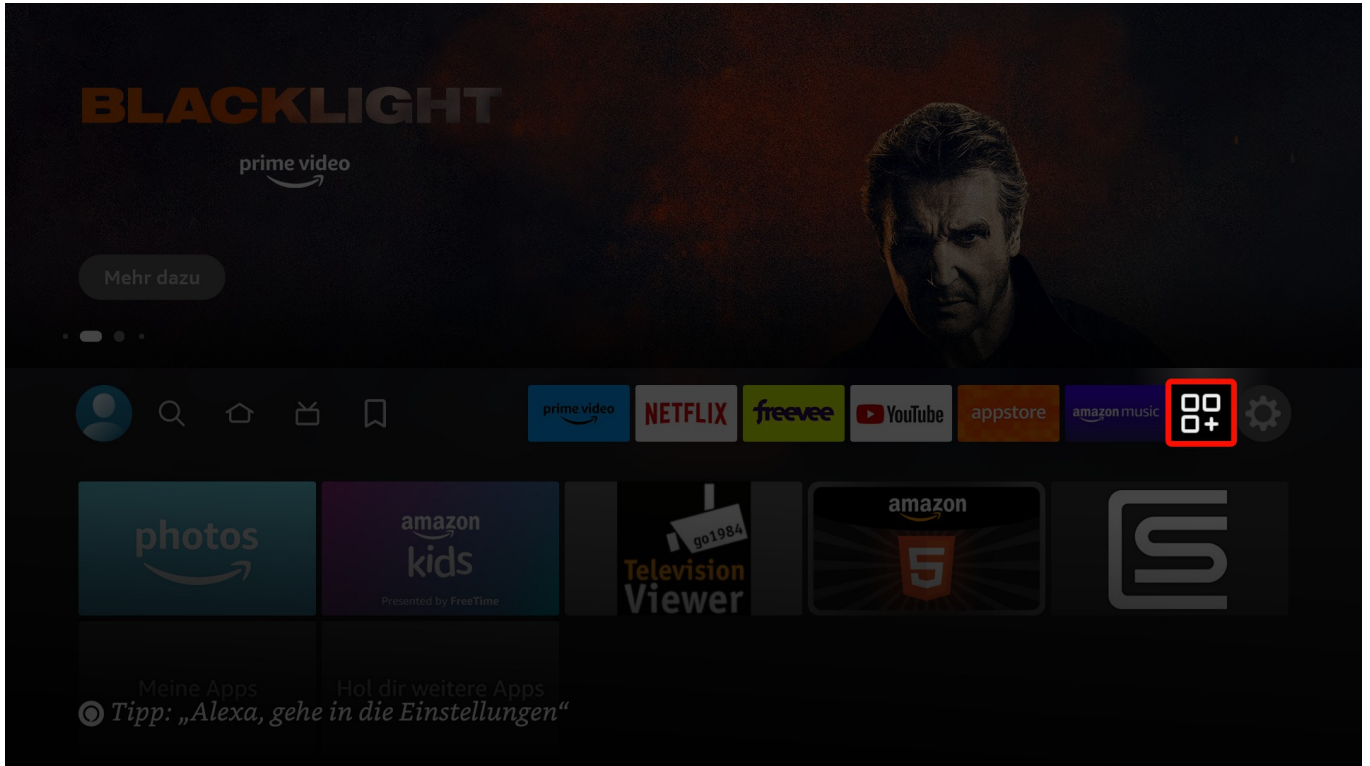 BLACKLIGHT
prime video
Mehr dazu
prime video
NETFLIX
freevee
YouTube
appstore
amazon music
photos
amazon
kids
Presented by FreeTime
go1984
Television
Viewer
amazon
5
S
Meine Apps
Hol dir weitere Apps
Tipp: „Alexa, gehe in die Einstellungen“